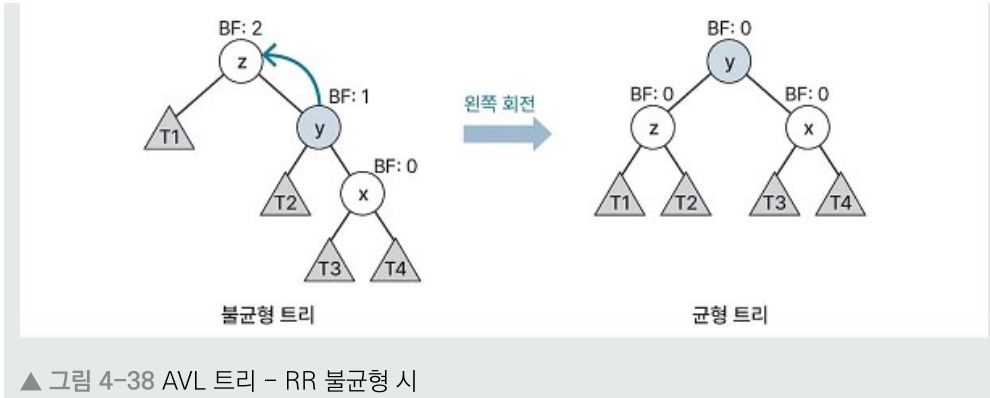 BF: 2
z
BF: 1
y
T1
BF: 0
x
T2
T3
T4
불균형 트리
왼쪽 회전
BF: 0
y
BF: 0
z
BF: 0
x
T1
T2
T3
T4
균형 트리
▲ 그림 4-38 AVL 트리 - RR 불균형 시